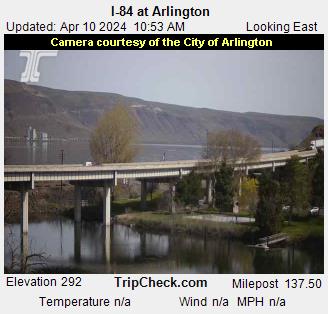 I-84 at Arlington
Updated: Apr 10 2024 10:53 AM Looking East
Camera courtesy of the City of Arlington
Elevation 292 TripCheck.com Milepost 137.50
Temperature n/a Wind n/a MPH n/a